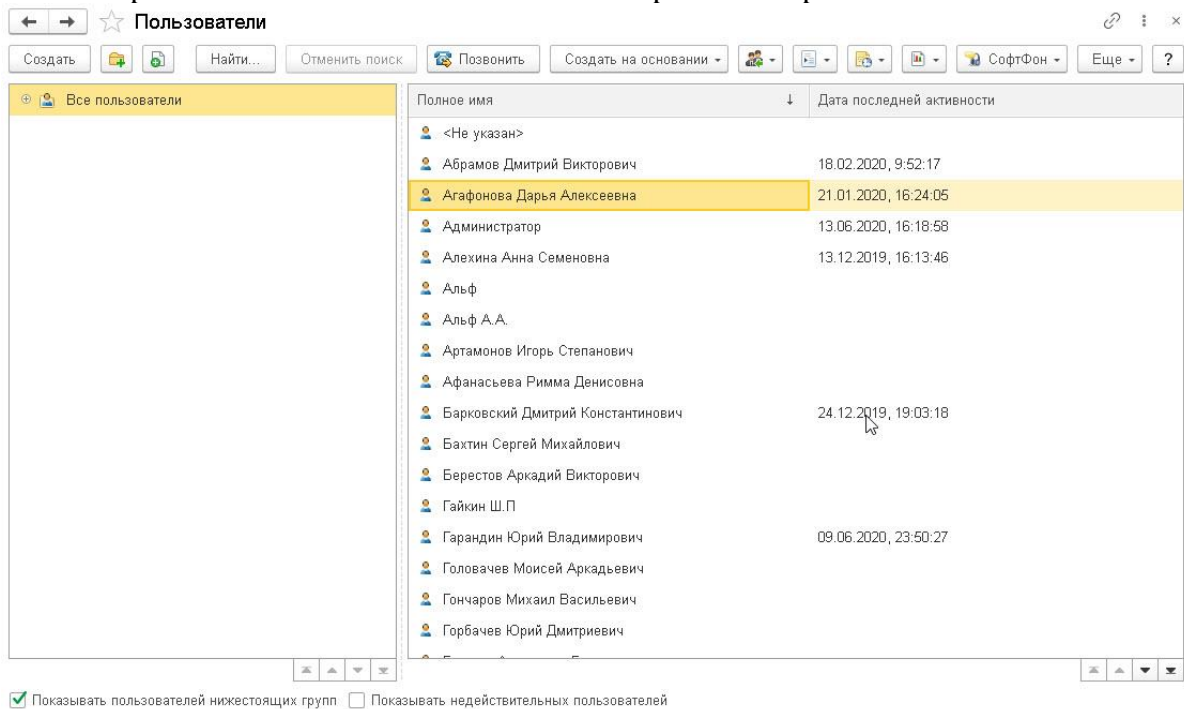 Пользователи
Создать Найти... Отменить поиск Позвонить Создать на основании СофтФон Еще ?
Все пользователи
Полное имя ↓ Дата последней активности
<Не указан>
Абрамов Дмитрий Викторович 18.02.2020, 9:52:17
Агафонова Дарья Алексеевна 21.01.2020, 16:24:05
Администратор 13.06.2020, 16:18:58
Алехина Анна Семеновна 13.12.2019, 16:13:46
Альф
Альф А.А.
Артамонов Игорь Степанович
Афанасьева Римма Денисовна
Барковский Дмитрий Константинович 24.12.2019, 19:03:18
Бахтин Сергей Михайлович
Берестов Аркадий Викторович
Гайкин Ш.П
Гарандин Юрий Владимирович 09.06.2020, 23:50:27
Головачев Моисей Аркадьевич
Гончаров Михаил Васильевич
Горбачев Юрий Дмитриевич
Показывать пользователей нижестоящих групп Показывать недействительных пользователей